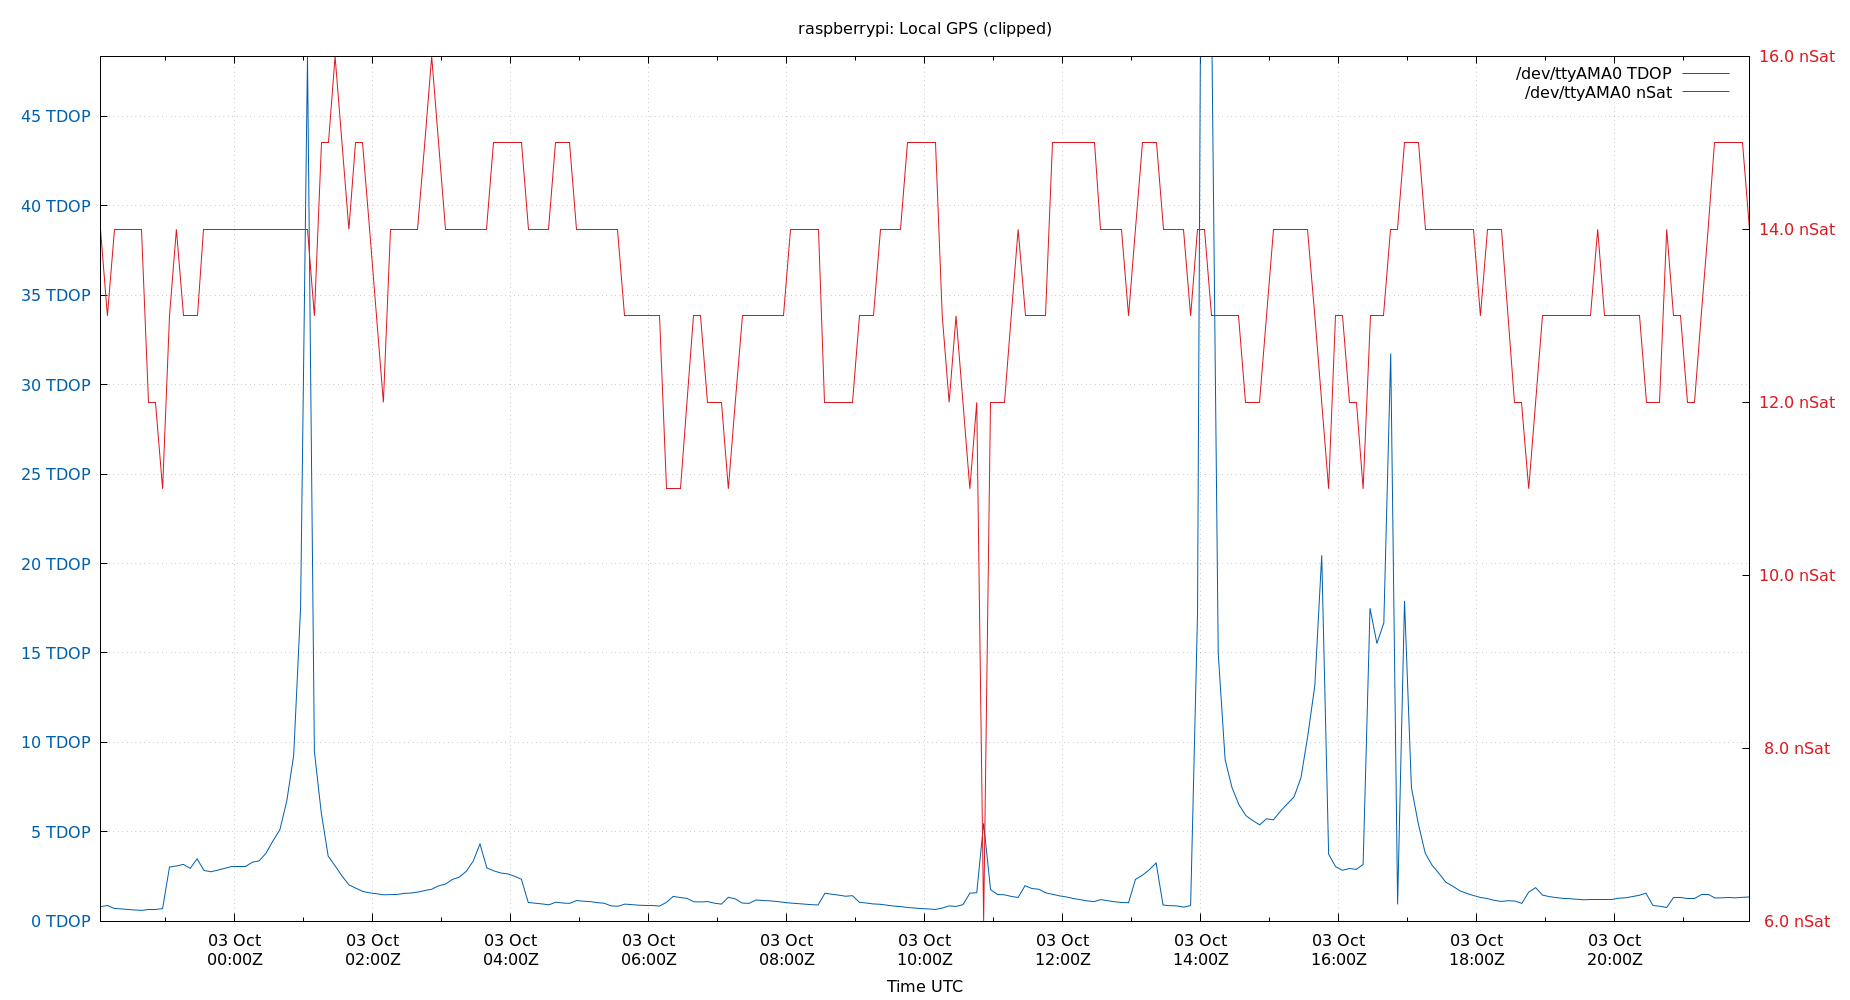 raspberrypi: Local GPS (clipped)
/dev/ttyAMA0 TDOP
/dev/ttyAMA0 nSat
45 TDOP
40 TDOP
35 TDOP
30 TDOP
25 TDOP
20 TDOP
15 TDOP
10 TDOP
5 TDOP
0 TDOP
16.0 nSat
14.0 nSat
12.0 nSat
10.0 nSat
8.0 nSat
6.0 nSat
03 Oct 03 Oct 03 Oct 03 Oct 03 Oct 03 Oct 03 Oct 03 Oct 03 Oct 03 Oct 03 Oct
00:00Z 02:00Z 04:00Z 06:00Z 08:00Z 10:00Z 12:00Z 14:00Z 16:00Z 18:00Z 20:00Z
Time UTC